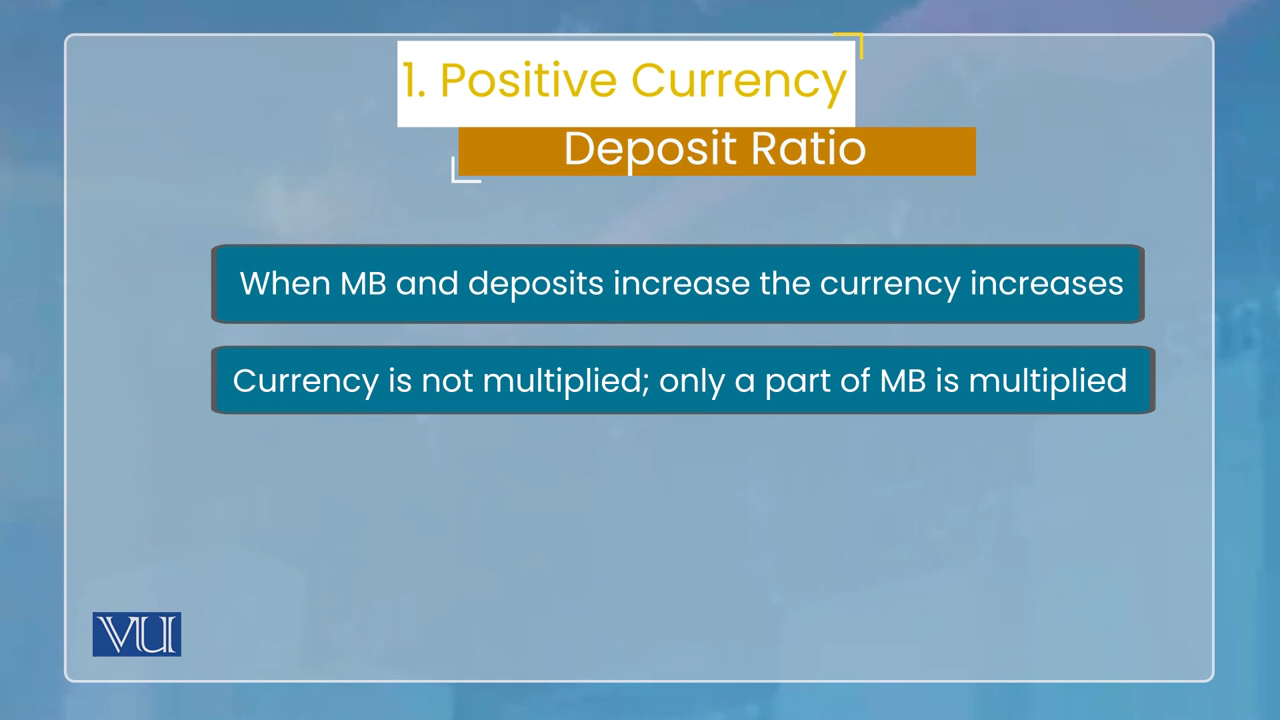 1. Positive Currency
Deposit Ratio
When MB and deposits increase the currency increases
Currency is not multiplied; only a part of MB is multiplied
VU